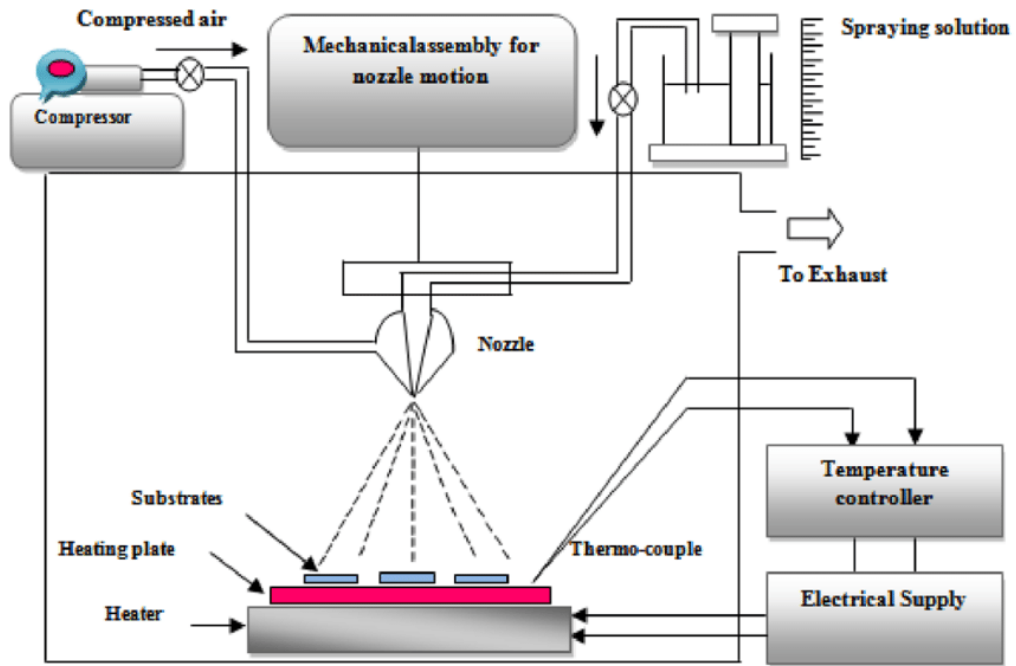 Compressed air
Mechanicalassembly for
nozzle motion
Spraying solution
Compressor
To Exhaust
Nozzle
Substrates
Heating plate
Thermo-couple
Temperature
controller
Heater
Electrical Supply